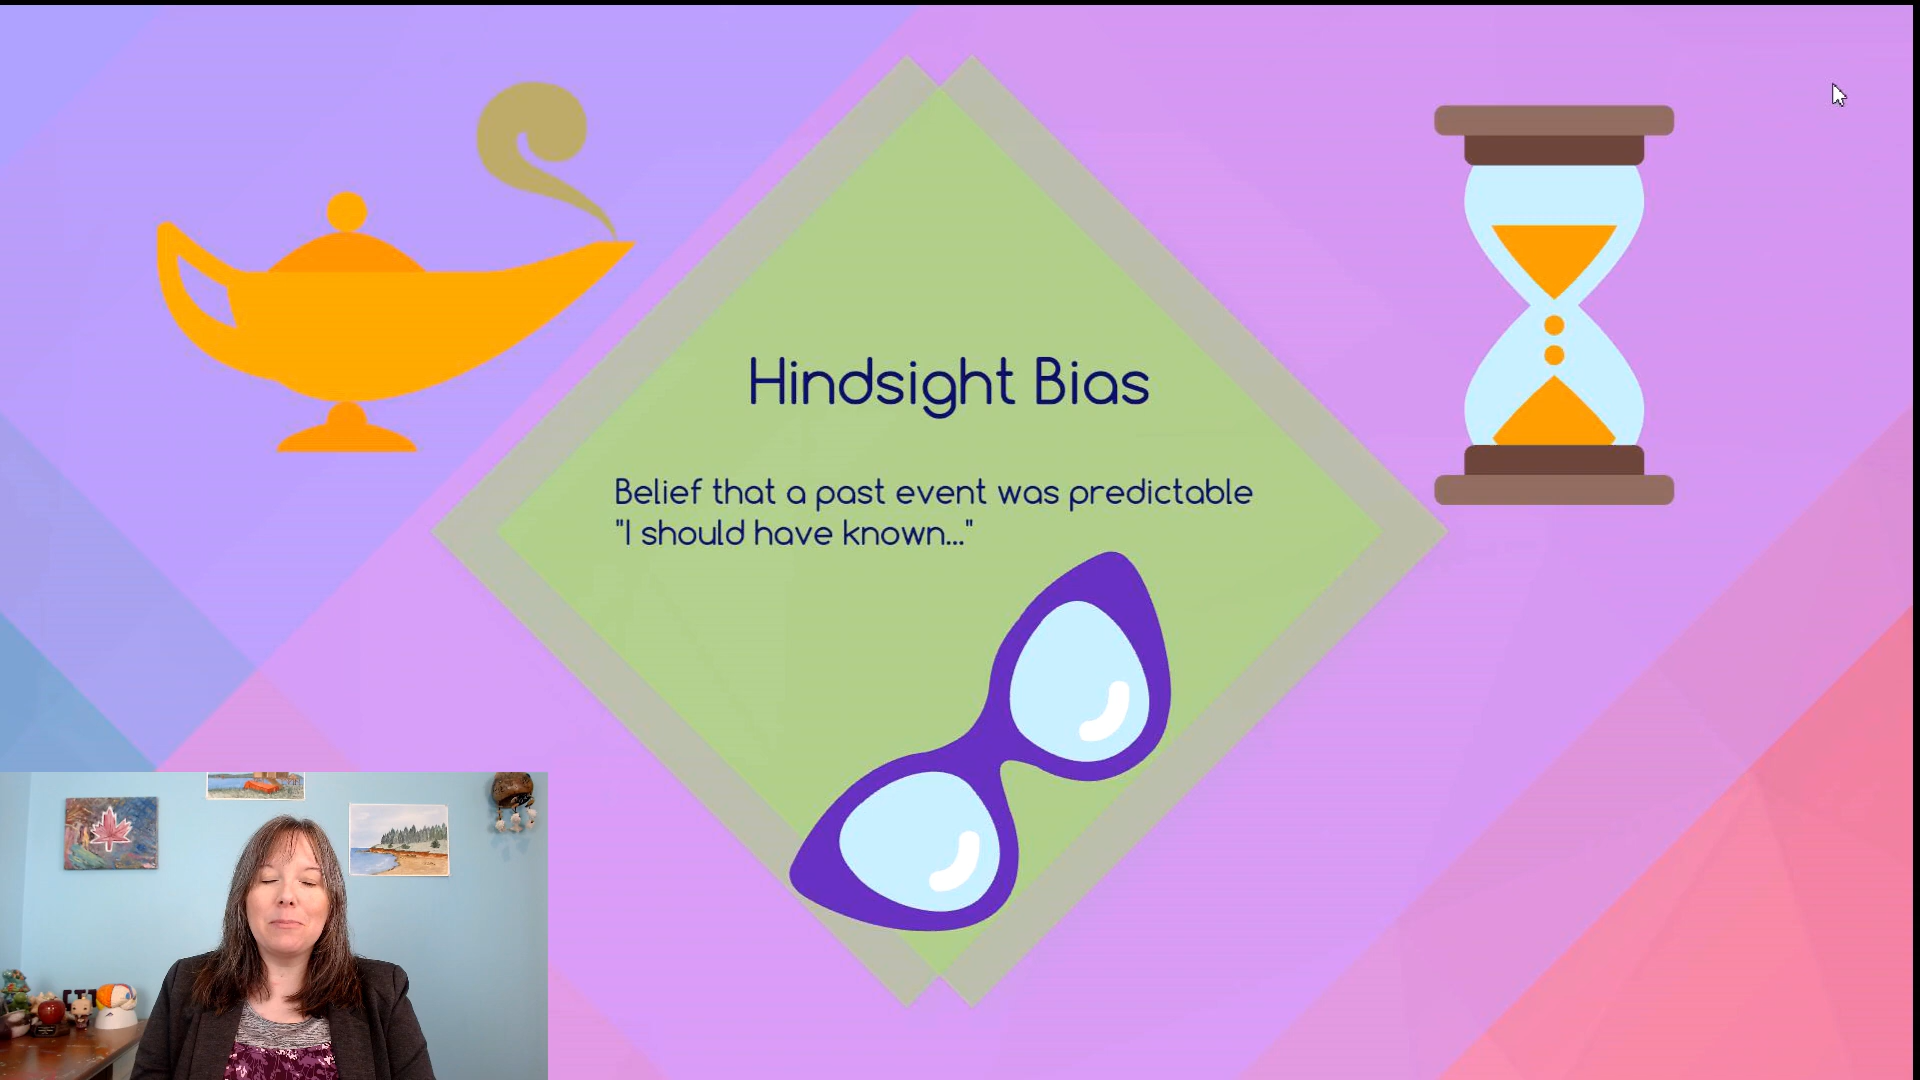 Hindsight Bias
Belief that a past event was predictable
"I should have known..."